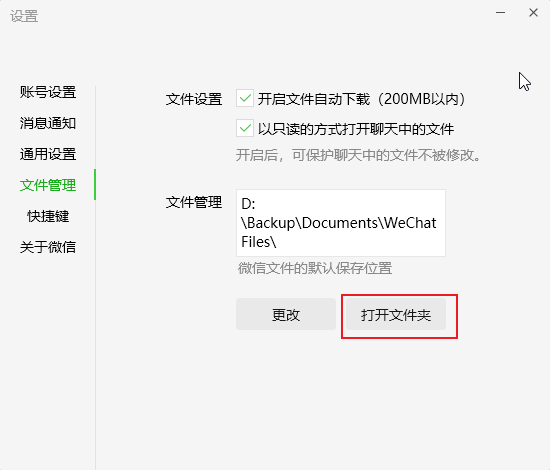 设置
账号设置
消息通知
通用设置
文件管理
快捷键
关于微信
文件设置
开启文件自动下载（200MB以内）
以只读的方式打开聊天中的文件
开启后，可保护聊天中的文件不被修改。
文件管理
D:
\Backup\Documents\WeChat
Files\
微信文件的默认保存位置
更改
打开文件夹